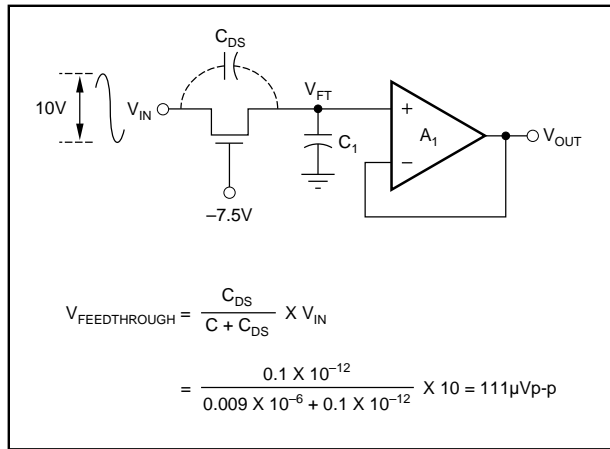 C_DS
10V
V_IN
V_FT
C_1
+
−
A_1
V_OUT
–7.5V
V_FEEDTHROUGH = C_DS / (C + C_DS) X V_IN
= 0.1 X 10^–12 / (0.009 X 10^–6 + 0.1 X 10^–12) X 10 = 111µVp-p